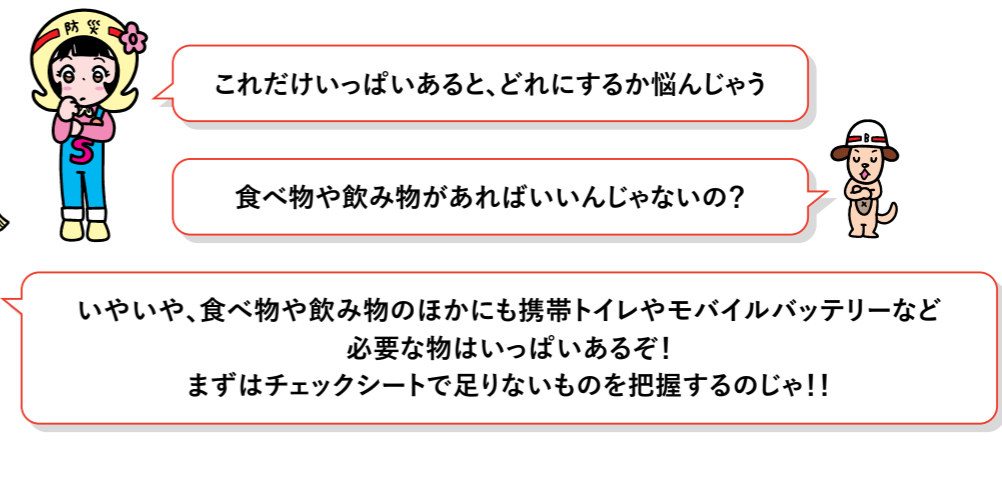 防災
これだけいっぱいあると、どれにするか悩んじゃう
S
B
食べ物や飲み物があればいいんじゃないの？
いやいや、食べ物や飲み物のほかにも携帯トイレやモバイルバッテリーなど
必要な物はいっぱいあるぞ！
まずはチェックシートで足りないものを把握するのじゃ！！